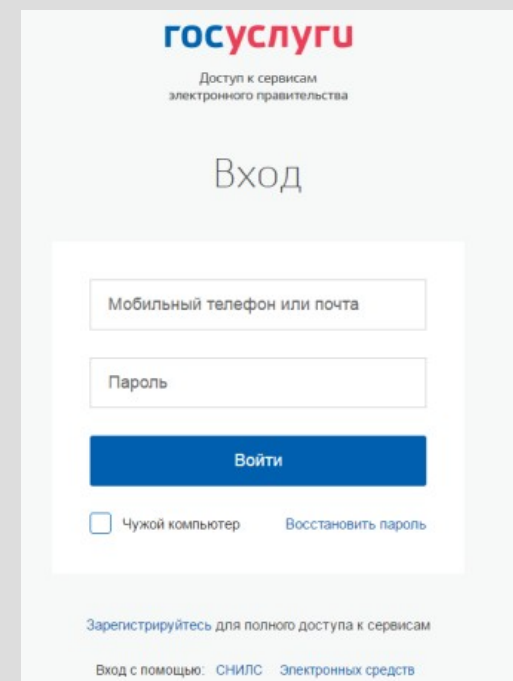 госуслуги
Доступ к сервисам
электронного правительства
Вход
Мобильный телефон или почта
Пароль
Войти
Чужой компьютер Восстановить пароль
Зарегистрируйтесь для полного доступа к сервисам
Вход с помощью: СНИЛС Электронных средств